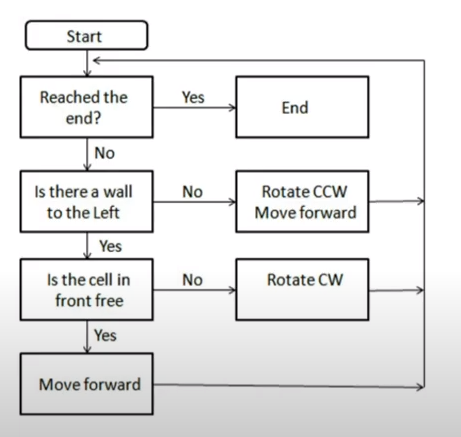 Start
Reached the
end?
Yes
End
No
Is there a wall
to the Left
No
Rotate CCW
Move forward
Yes
Is the cell in
front free
No
Rotate CW
Yes
Move forward